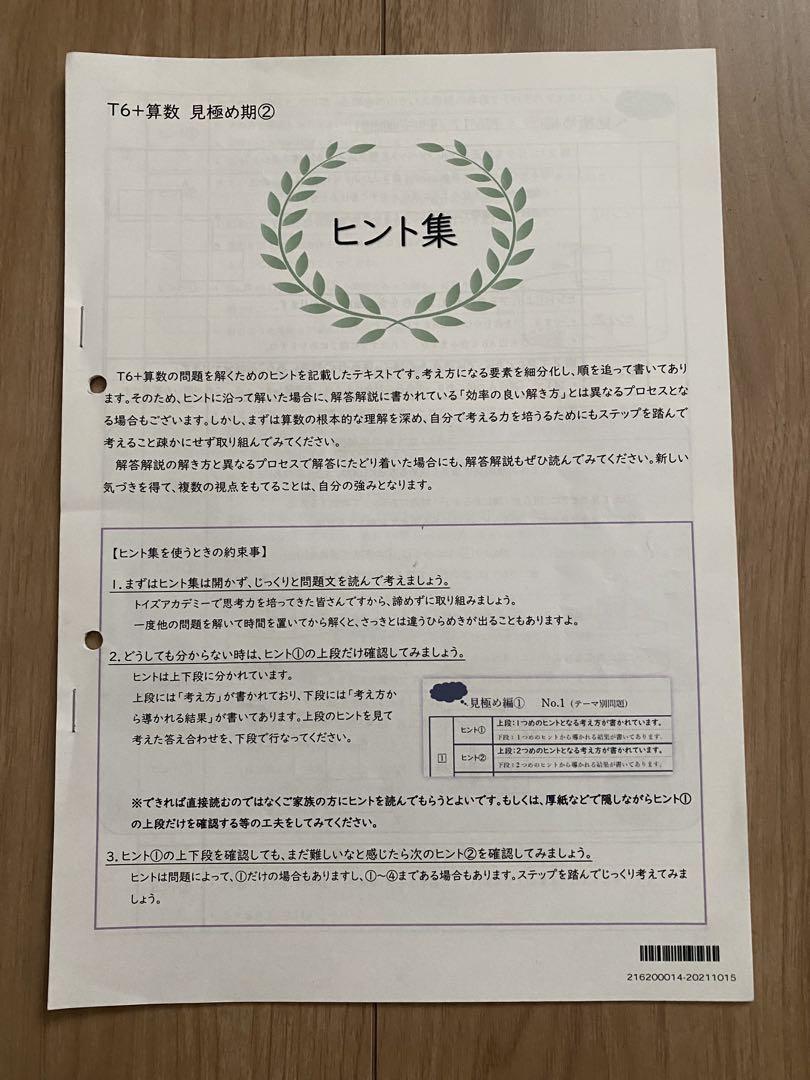 T6+算数 見極め期②
ヒント集
T6+算数の問題を解くためのヒントを記載したテキストです。考え方になる要素を細分化し、順を追って書いてあり
ます。そのため、ヒントに沿って解いた場合に、解答解説に書かれている「効率の良い解き方」とは異なるプロセスとな
る場合もございます。しかし、まずは算数の根本的な理解を深め、自分で考える力を培うためにもステップを踏んで
考えること疎かにせず取り組んでみてください。
解答解説の解き方と異なるプロセスで解答にたどり着いた場合にも、解答解説もぜひ読んでみてください。新しい
気づきを得て、複数の視点をもてることは、自分の強みとなります。
【ヒント集を使うときの約束事】
1.まずはヒント集は開かず、じっくりと問題文を読んで考えましょう。
トイズアカデミーで思考力を培ってきた皆さんですから、諦めずに取り組みましょう。
一度他の問題を解いて時間を置いてから解くと、さっきとは違うひらめきが出ることもありますよ。
2.どうしても分からない時は、ヒント①の上段だけ確認してみましょう。
ヒントは上下段に分かれています。
上段には「考え方」が書かれており、下段には「考え方か
ら導かれる結果」が書いてあります。上段のヒントを見て
考えた答え合わせを、下段で行なってください。
見極め編① No.1 (テーマ別問題)
1
ヒント① 上段:1つめのヒントとなる考え方が書かれています。
下段:1つめのヒントから導かれる結果が書いてあります。
ヒント② 上段:2つめのヒントとなる考え方が書かれています。
下段:2つめのヒントから導かれる結果が書いてあります。
※できれば直接読むのではなくご家族の方にヒントを読んでもらうとよいです。もしくは、厚紙などで隠しながらヒント①
の上段だけを確認する等の工夫をしてみてください。
3.ヒント①の上下段を確認しても、まだ難しいなと感じたら次のヒント②を確認してみましょう。
ヒントは問題によって、①だけの場合もありますし、①～④まである場合もあります。ステップを踏んでじっくり考えてみま
しょう。
216200014-20211015